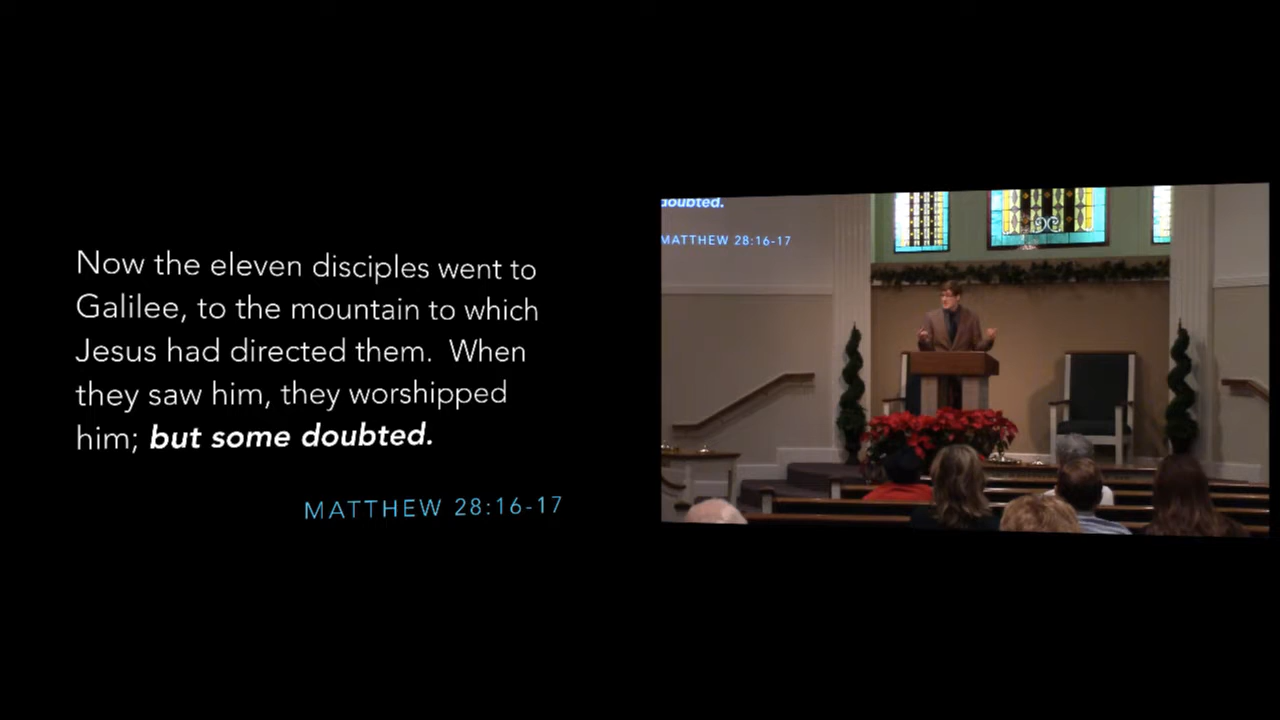 Now the eleven disciples went to
Galilee, to the mountain to which
Jesus had directed them.  When
they saw him, they worshipped
him; but some doubted.
MATTHEW 28:16-17
doubted.
MATTHEW 28:16-17